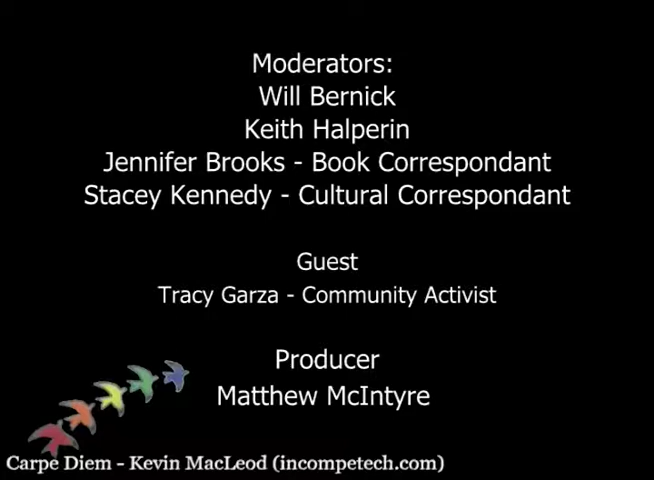 Moderators:
Will Bernick
Keith Halperin
Jennifer Brooks - Book Correspondant
Stacey Kennedy - Cultural Correspondant
Guest
Tracy Garza - Community Activist
Producer
Matthew McIntyre
Carpe Diem - Kevin MacLeod (incompetech.com)